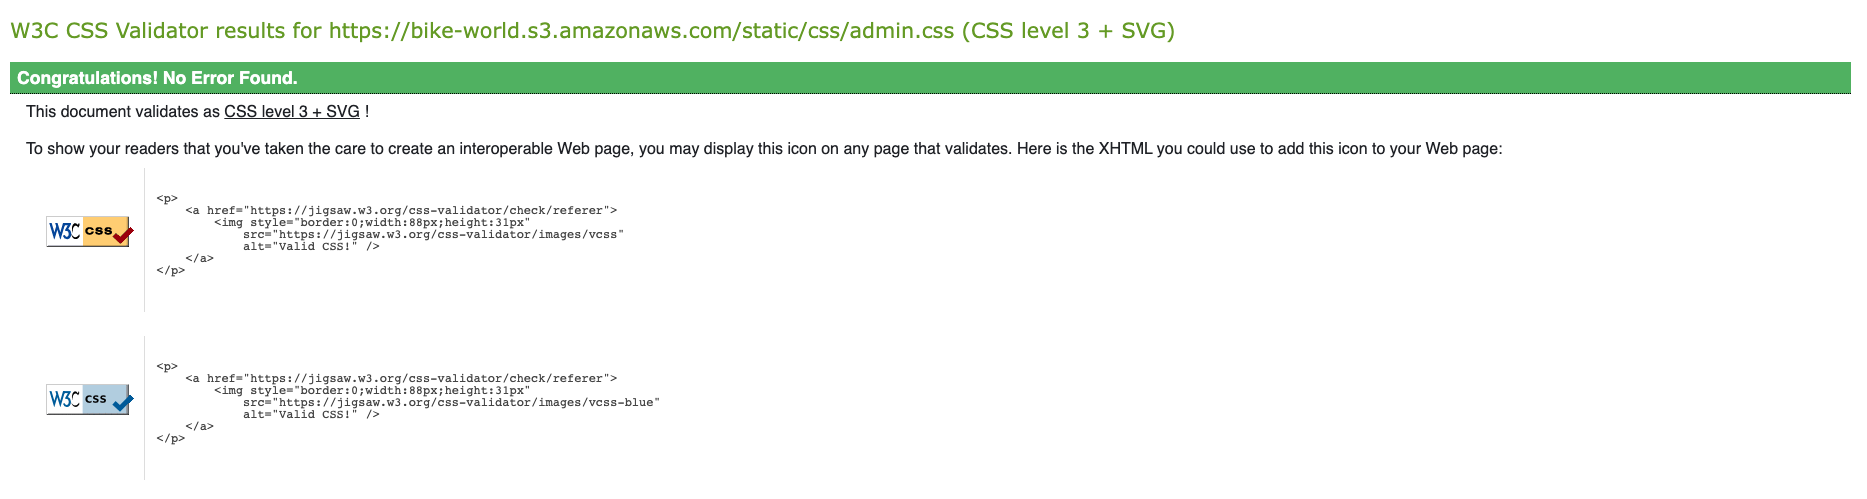 W3C CSS Validator results for https://bike-world.s3.amazonaws.com/static/css/admin.css (CSS level 3 + SVG)
Congratulations! No Error Found.
This document validates as CSS level 3 + SVG !
To show your readers that you've taken the care to create an interoperable Web page, you may display this icon on any page that validates. Here is the XHTML you could use to add this icon to your Web page:
W3C css
<p>
    <a href="https://jigsaw.w3.org/css-validator/check/referer">
        <img style="border:0;width:88px;height:31px"
            src="https://jigsaw.w3.org/css-validator/images/vcss"
            alt="Valid CSS!" />
    </a>
</p>
W3C css
<p>
    <a href="https://jigsaw.w3.org/css-validator/check/referer">
        <img style="border:0;width:88px;height:31px"
            src="https://jigsaw.w3.org/css-validator/images/vcss-blue"
            alt="Valid CSS!" />
    </a>
</p>